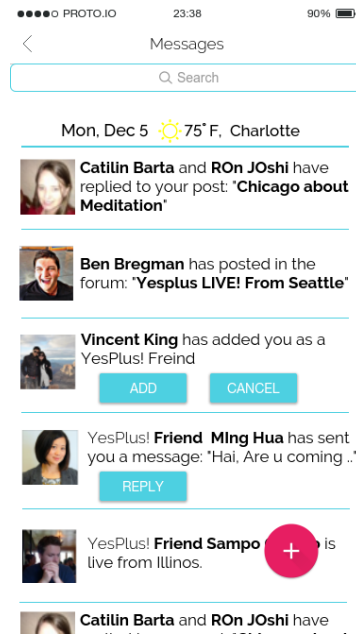 PROTO.IO 23:38 90%
Messages
Search
Mon, Dec 5 75° F, Charlotte
Catilin Barta and ROn JOshi have
replied to your post: "Chicago about
Meditation"
Ben Bregman has posted in the
forum: "Yesplus LIVE! From Seattle"
Vincent King has added you as a
YesPlus! Freind
ADD CANCEL
YesPlus! Friend MIng Hua has sent
you a message: "Hai, Are u coming .."
REPLY
YesPlus! Friend Sampo is
live from Illinos.
+
Catilin Barta and ROn JOshi have